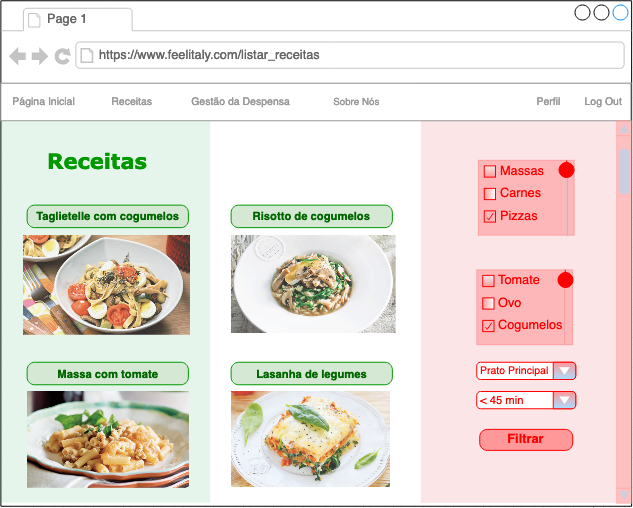 Page 1
https://www.feelitaly.com/listar_receitas
Página Inicial
Receitas
Gestão da Despensa
Sobre Nós
Perfil
Log Out
Receitas
Taglietelle com cogumelos
Risotto de cogumelos
Massa com tomate
Lasanha de legumes
Massas
Carnes
Pizzas
Tomate
Ovo
Cogumelos
Prato Principal
< 45 min
Filtrar